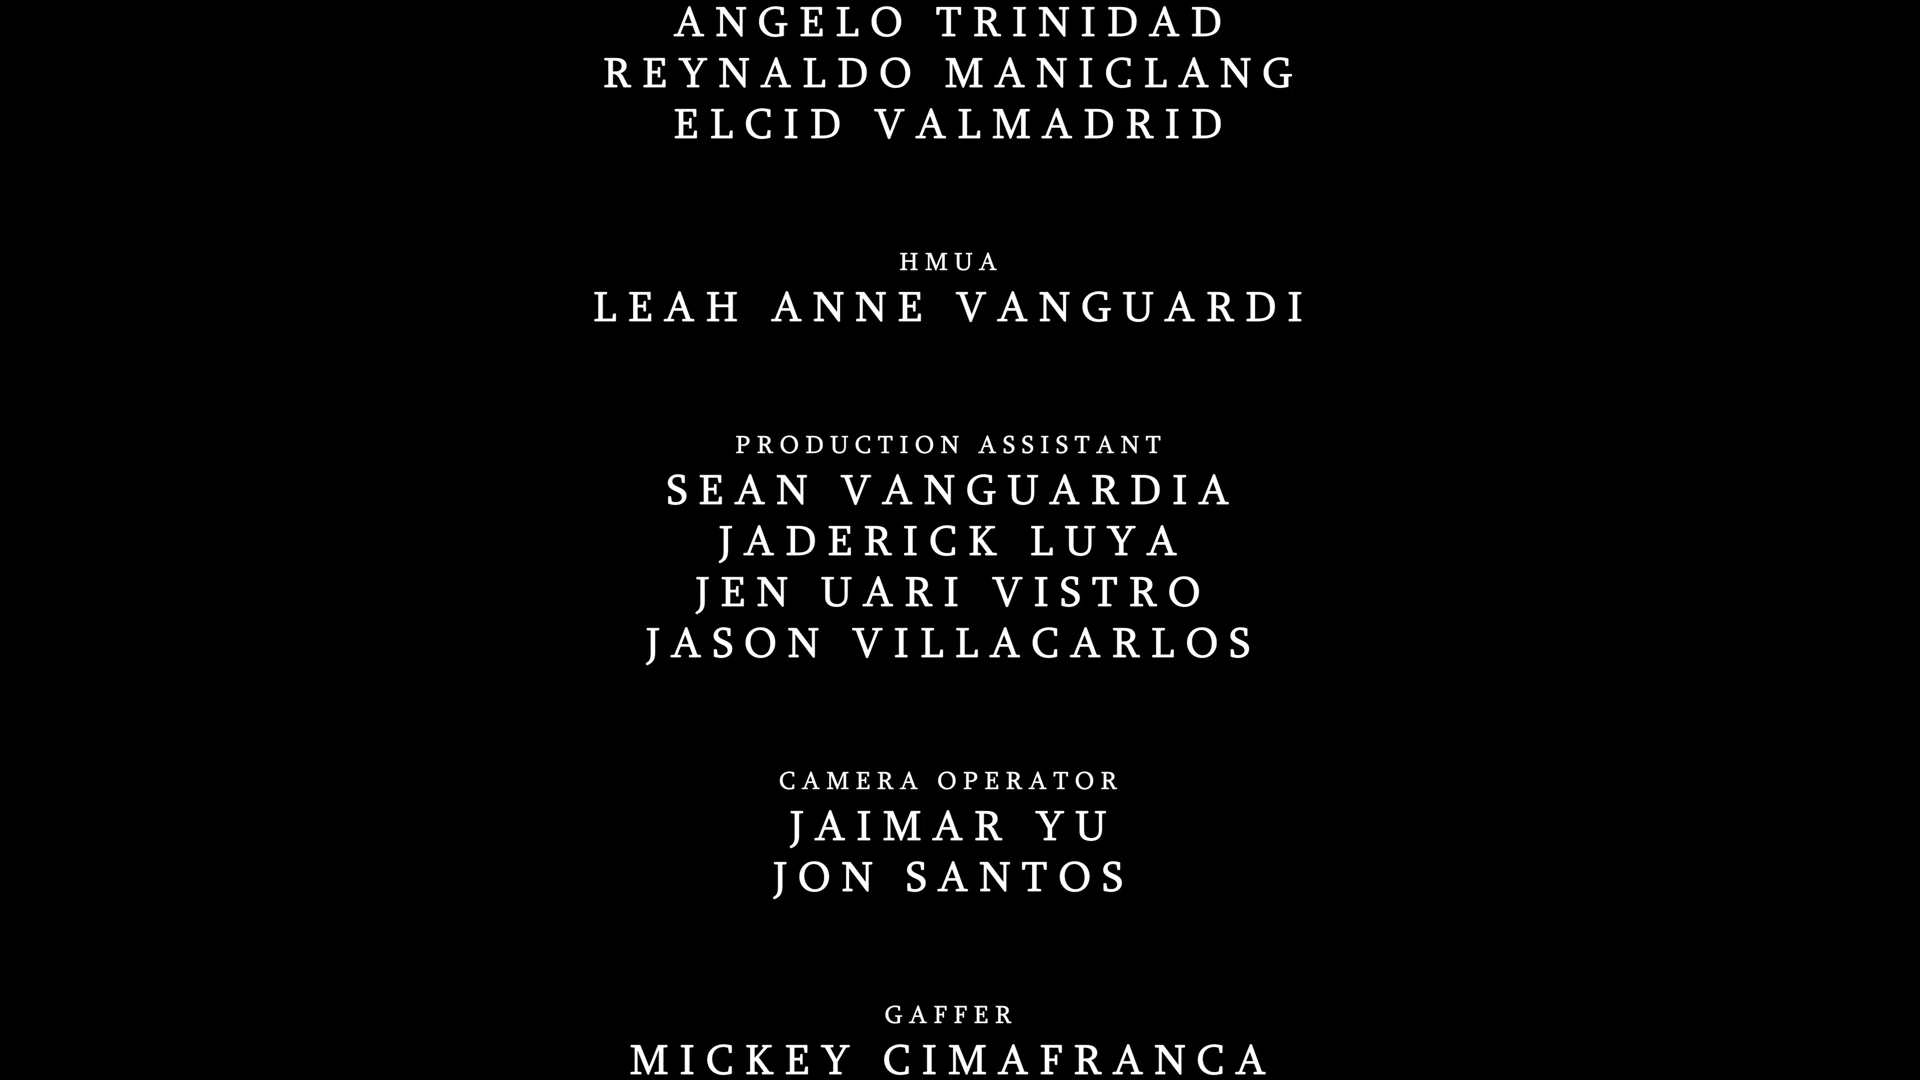 ANGELO TRINIDAD
REYNALDO MANICLANG
ELCID VALMADRID
HMUA
LEAH ANNE VANGUARDI
PRODUCTION ASSISTANT
SEAN VANGUARDIA
JADERICK LUYA
JEN UARI VISTRO
JASON VILLACARLOS
CAMERA OPERATOR
JAIMAR YU
JON SANTOS
GAFFER
MICKEY CIMAFRANCA